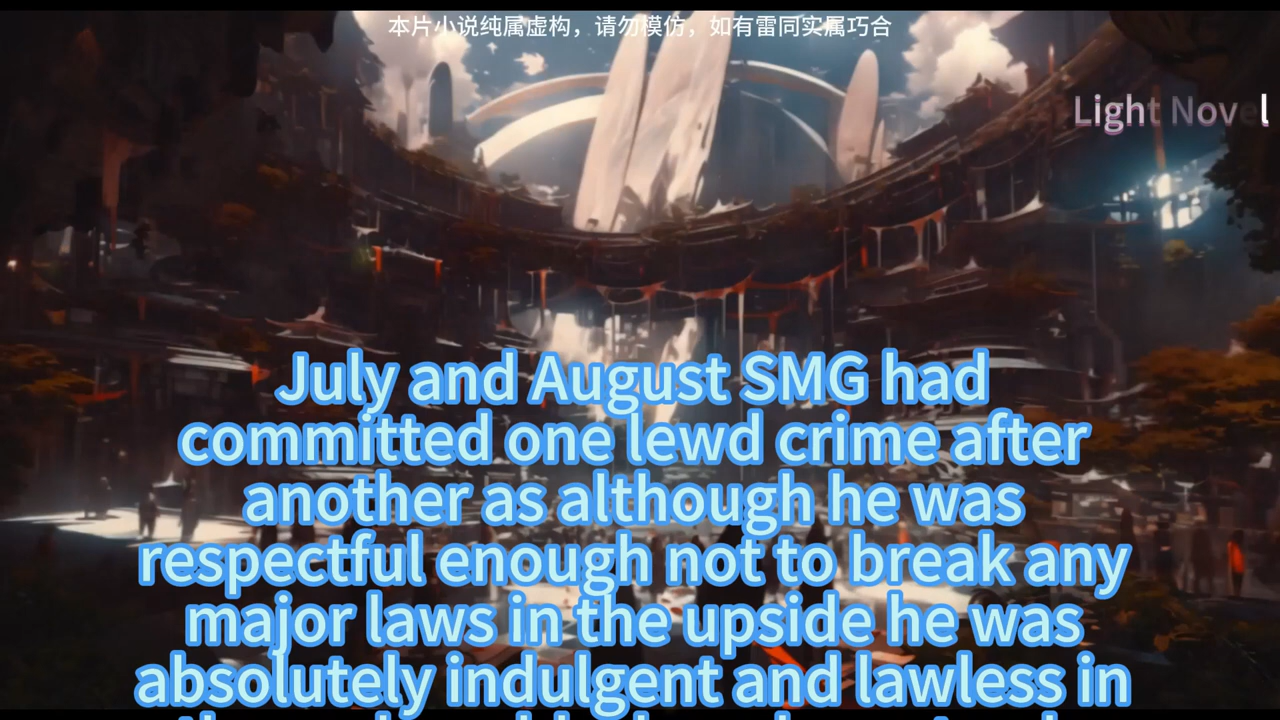 本片小说纯属虚构，请勿模仿，如有雷同实属巧合
Light Novel
July and August SMG had
committed one lewd crime after
another as although he was
respectful enough not to break any
major laws in the upside he was
absolutely indulgent and lawless in